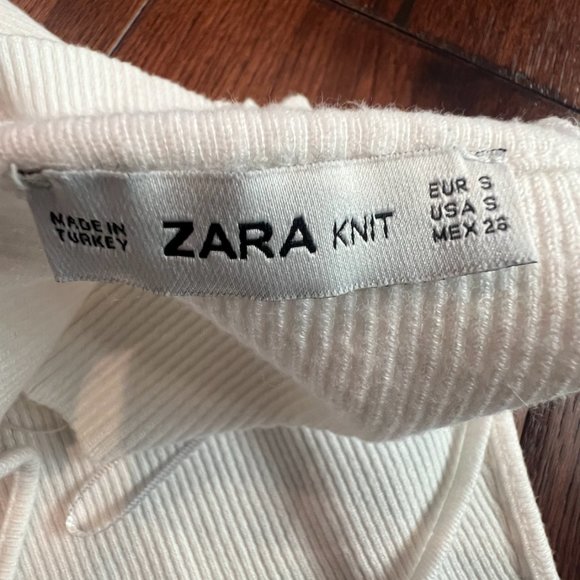 MADE IN
TURKEY
ZARA KNIT
EUR S
USA S
MEX 26